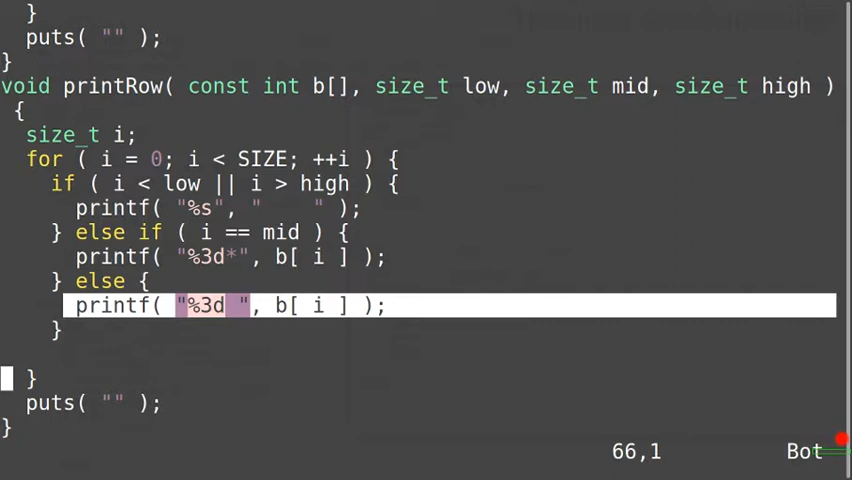 }
puts( "" );
}
void printRow( const int b[], size_t low, size_t mid, size_t high )
{
size_t i;
for ( i = 0; i < SIZE; ++i ) {
if ( i < low || i > high ) {
printf( "%s", "    " );
} else if ( i == mid ) {
printf( "%3d*", b[ i ] );
} else {
printf( "%3d ", b[ i ] );
}
}
puts( "" );
}
66,1 Bot